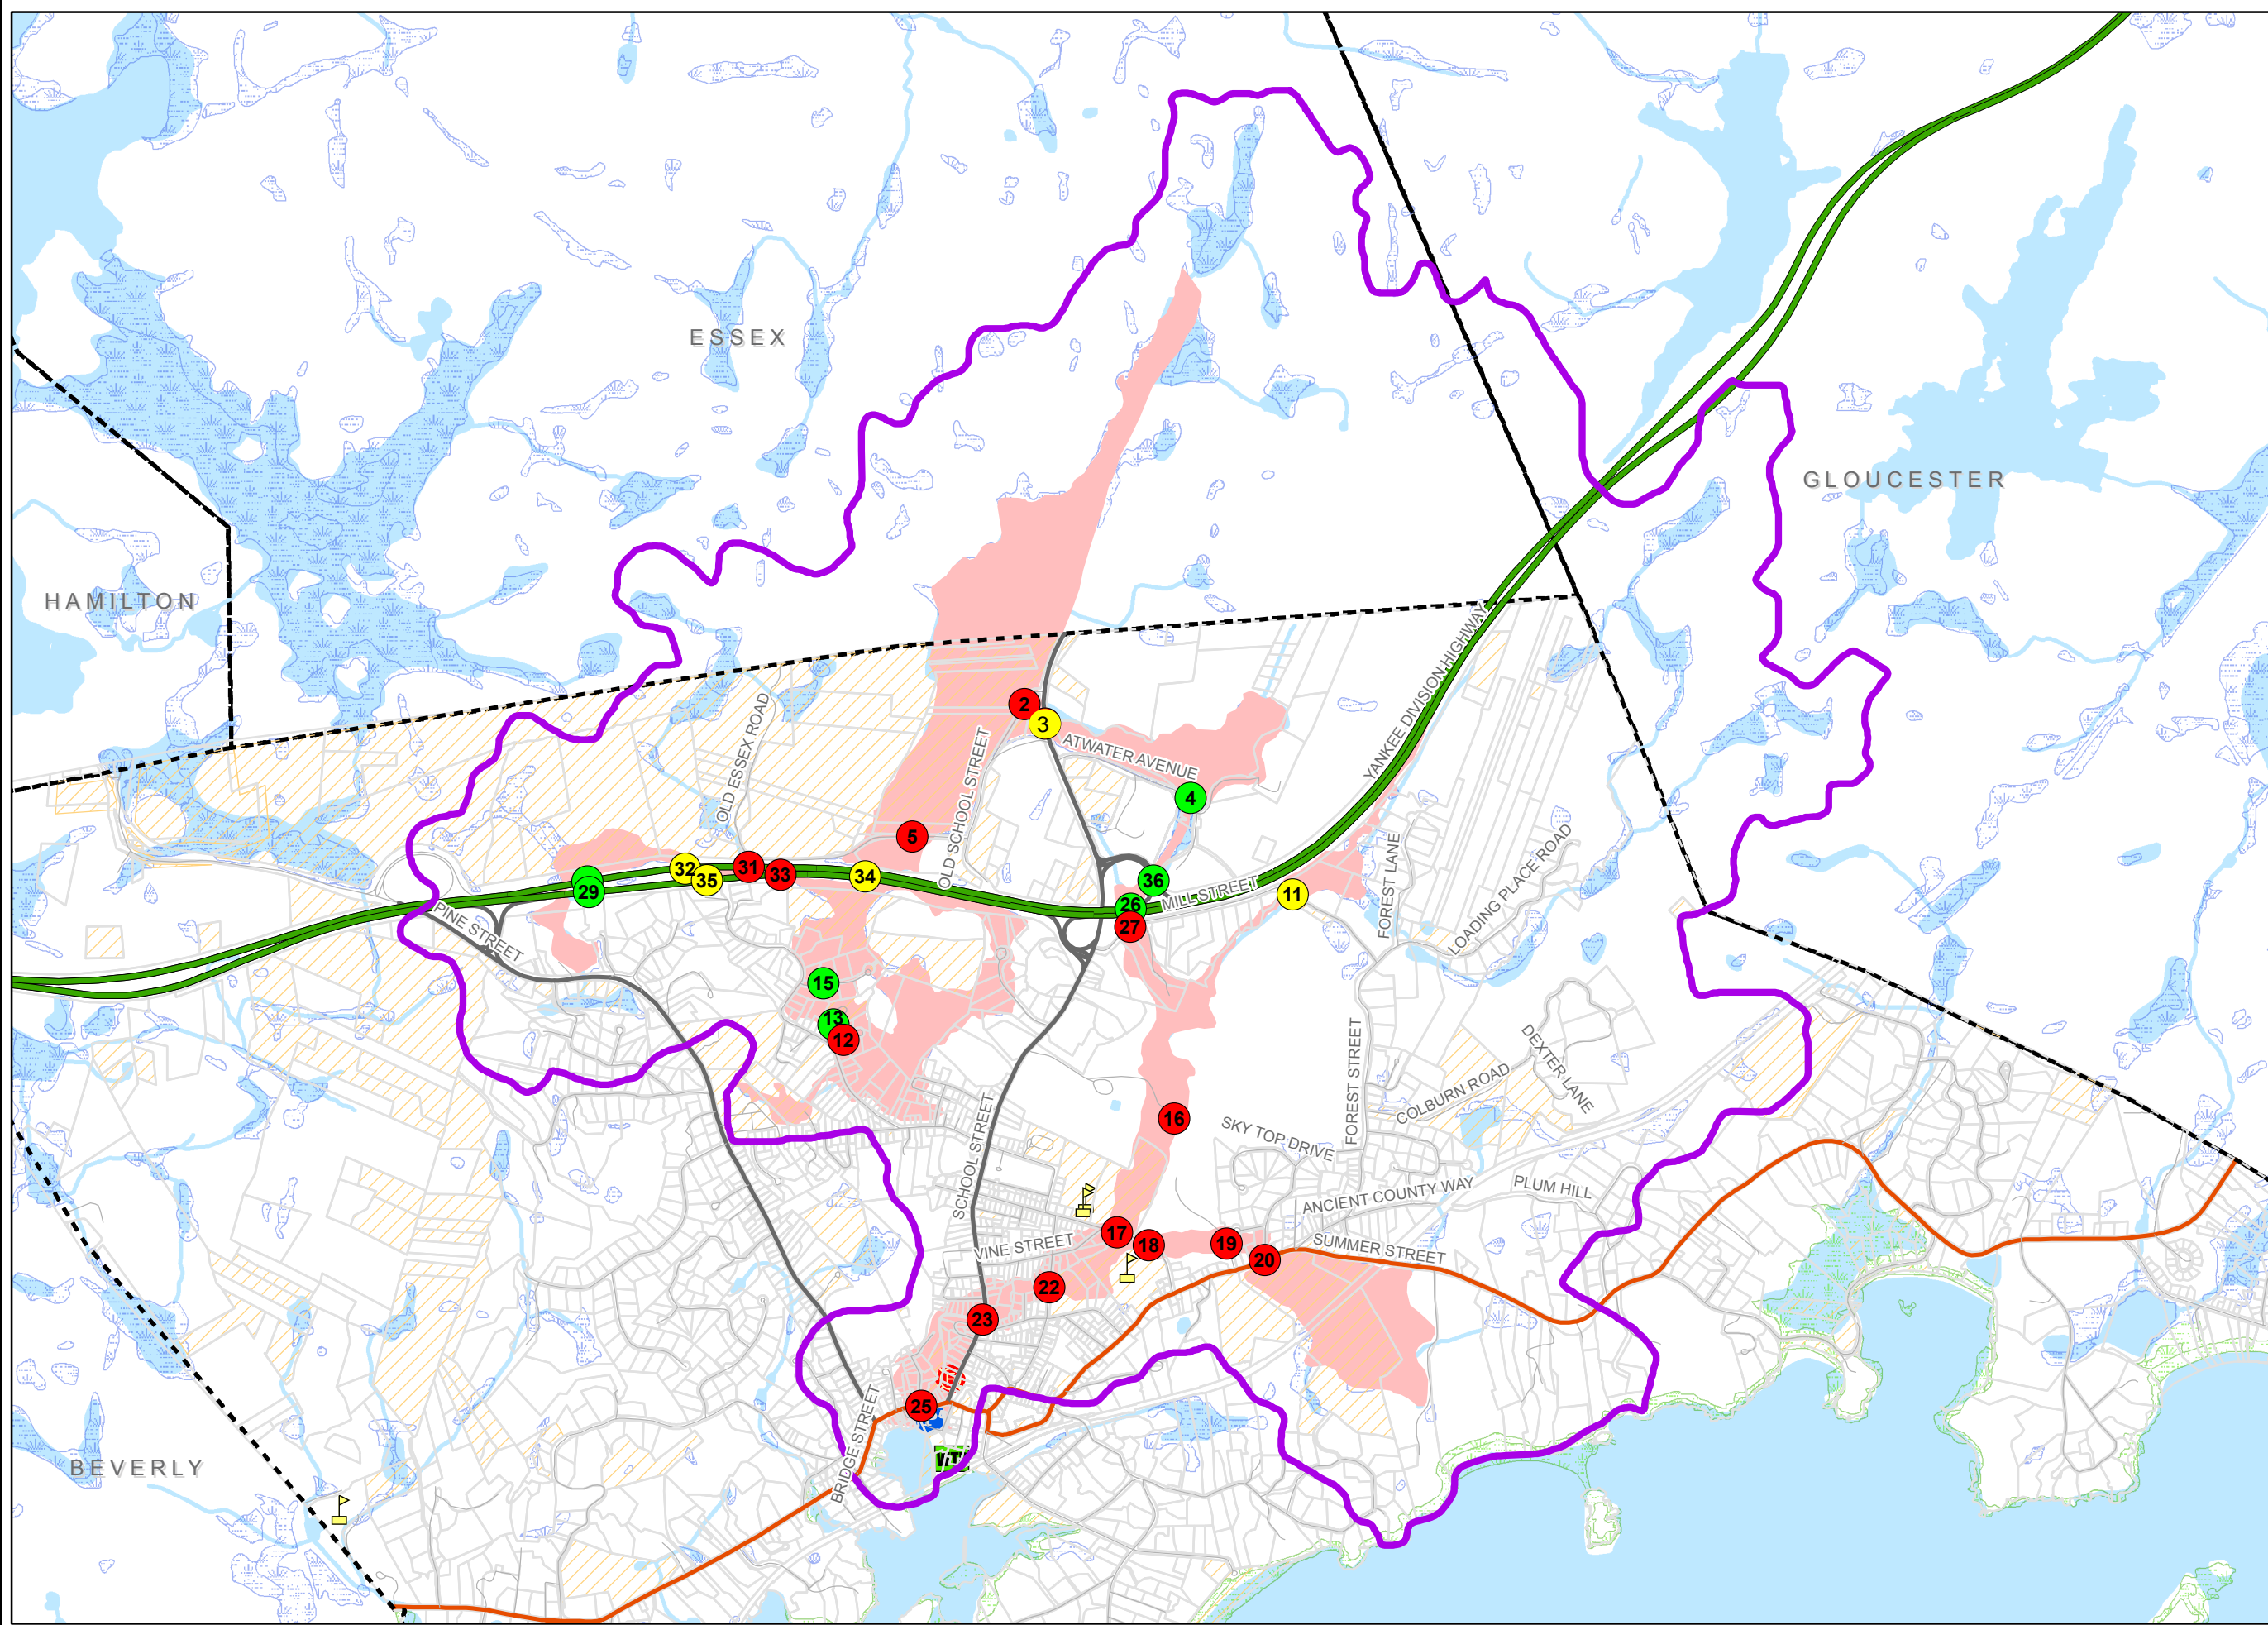 ESSEX
GLOUCESTER
HAMILTON
YANKEE DIVISION HIGHWAY
2
3
ATWATER AVENUE
OLD ESSEX ROAD
OLD SCHOOL STREET
4
5
32
35
31
33
34
29
36
26
27
MILL STREET
11
FOREST LANE
LOADING PLACE ROAD
PINE STREET
15
13
12
DEXTER LANE
COLBURN ROAD
FOREST STREET
16
SKY TOP DRIVE
SCHOOL STREET
ANCIENT COUNTY WAY
PLUM HILL
17
18
19
20
VINE STREET
SUMMER STREET
22
23
25
BRIDGE STREET
BEVERLY